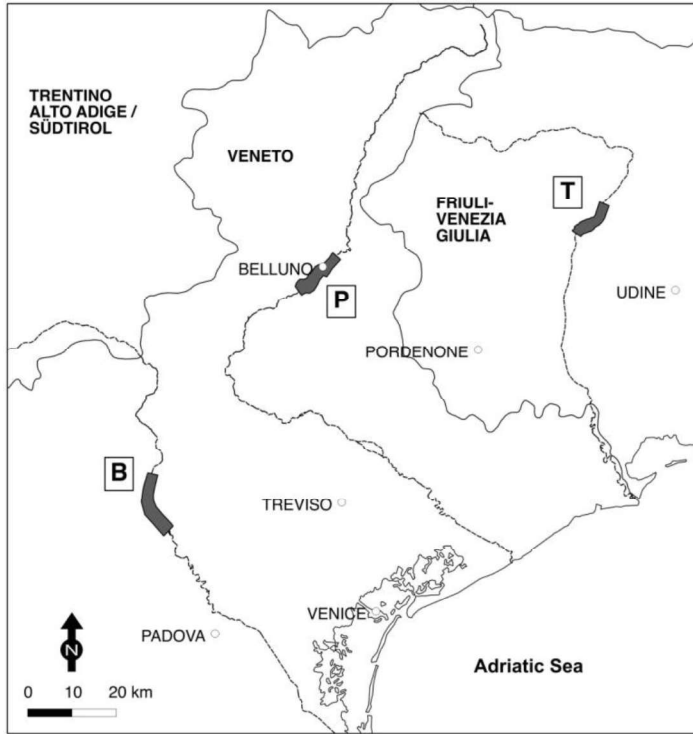 TRENTINO
ALTO ADIGE /
SÜDTIROL
VENETO
T
FRIULI-
VENEZIA
GIULIA
BELLUNO
P
UDINE
PORDENONE
B
TREVISO
VENICE
PADOVA
N
Adriatic Sea
0 10 20 km